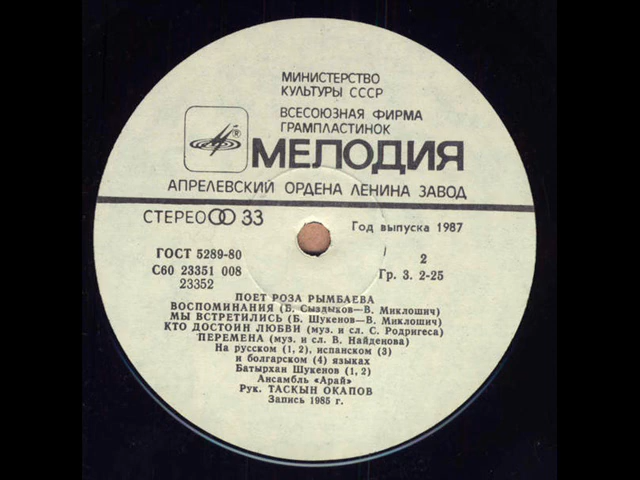 МИНИСТЕРСТВО
КУЛЬТУРЫ СССР
ВСЕСОЮЗНАЯ ФИРМА
ГРАМПЛАСТИНОК
®
МЕЛОДИЯ
АПРЕЛЕВСКИЙ ОРДЕНА ЛЕНИНА ЗАВОД
СТЕРЕО 33
Год выпуска 1987
ГОСТ 5289-80
С60 23351 008
23352
2
Гр. 3. 2-25
ПОЕТ РОЗА РЫМБАЕВА
ВОСПОМИНАНИЯ (Б. Сыздыков—В. Миклошич)
МЫ ВСТРЕТИЛИСЬ (Б. Шукенов—В. Миклошич)
КТО ДОСТОИН ЛЮБВИ (муз. и сл. С. Родригеса)
ПЕРЕМЕНА (муз. и сл. В. Найденова)
На русском (1, 2), испанском (3)
и болгарском (4) языках
Батырхан Шукенов (1, 2)
Ансамбль «Арай»
Рук. ТАСКЫН ОКАПОВ
Запись 1985 г.